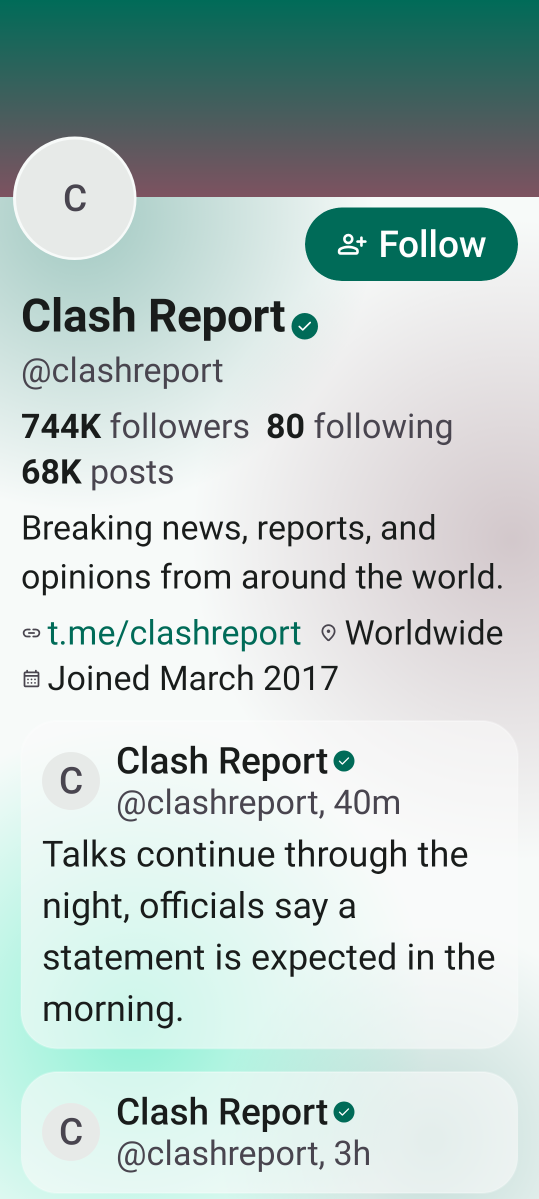 C
Follow
Clash Report
@clashreport
744K followers 80 following
68K posts
Breaking news, reports, and
opinions from around the world.
t.me/clashreport Worldwide
Joined March 2017
C
Clash Report
@clashreport, 40m
Talks continue through the
night, officials say a
statement is expected in the
morning.
C
Clash Report
@clashreport, 3h